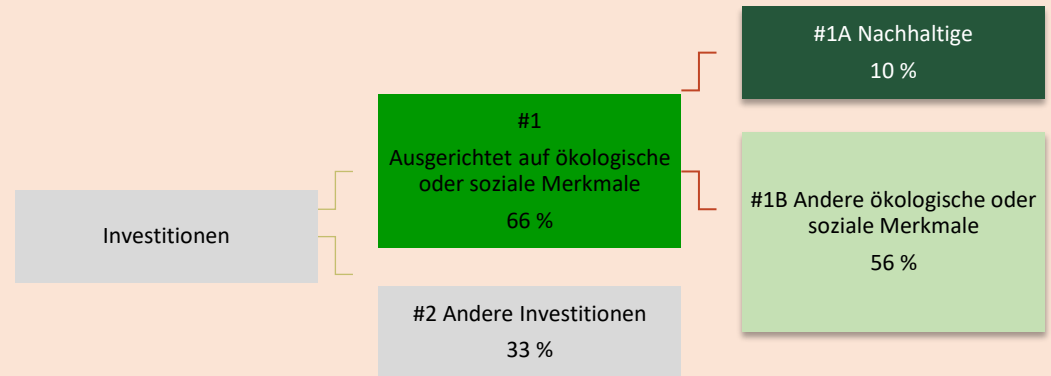 Investitionen
#1
Ausgerichtet auf ökologische
oder soziale Merkmale
66 %
#2 Andere Investitionen
33 %
#1A Nachhaltige
10 %
#1B Andere ökologische oder
soziale Merkmale
56 %